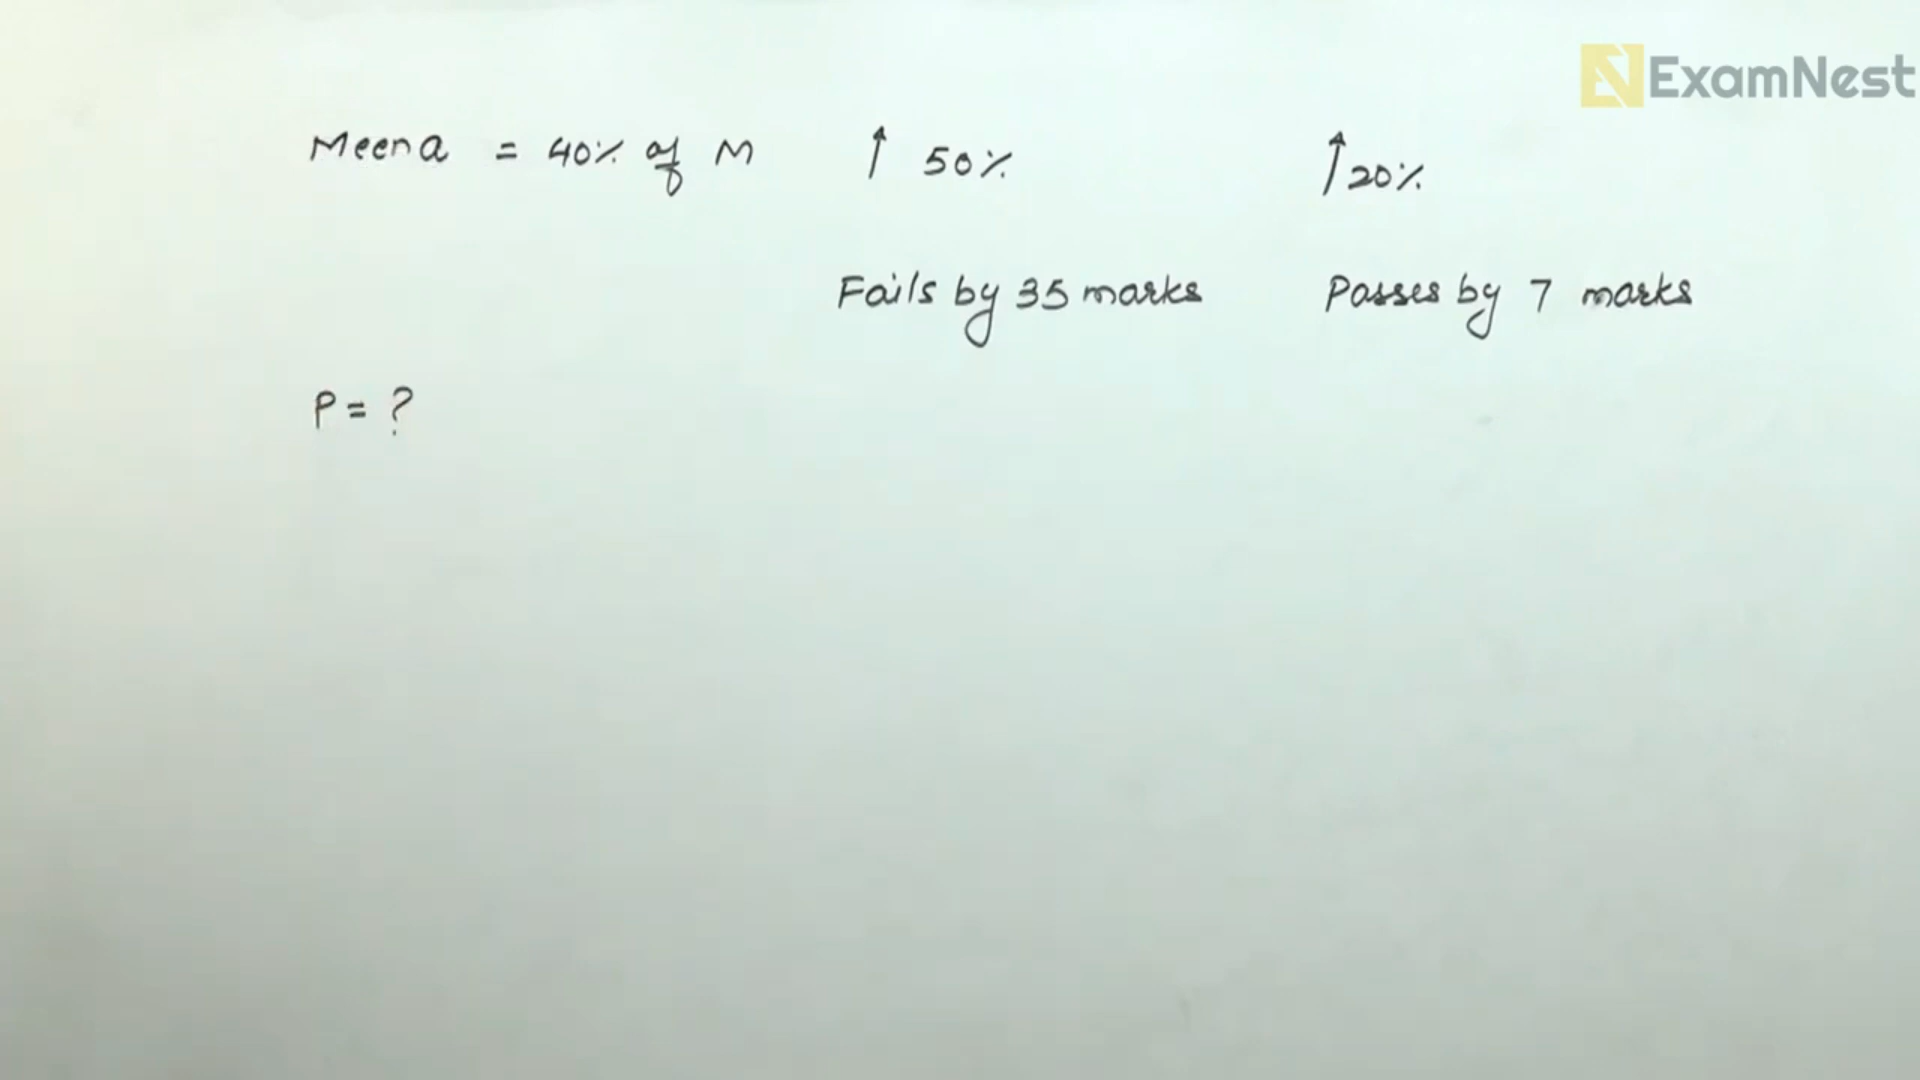 ExamNest
Meena = 40% of M ↑ 50% ↑ 20%
Fails by 35 marks Passes by 7 marks
P = ?